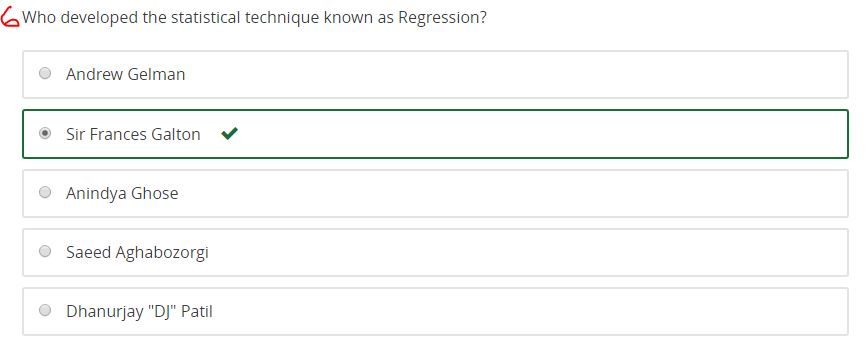 6 Who developed the statistical technique known as Regression?
Andrew Gelman
Sir Frances Galton
Anindya Ghose
Saeed Aghabozorgi
Dhanurjay "DJ" Patil